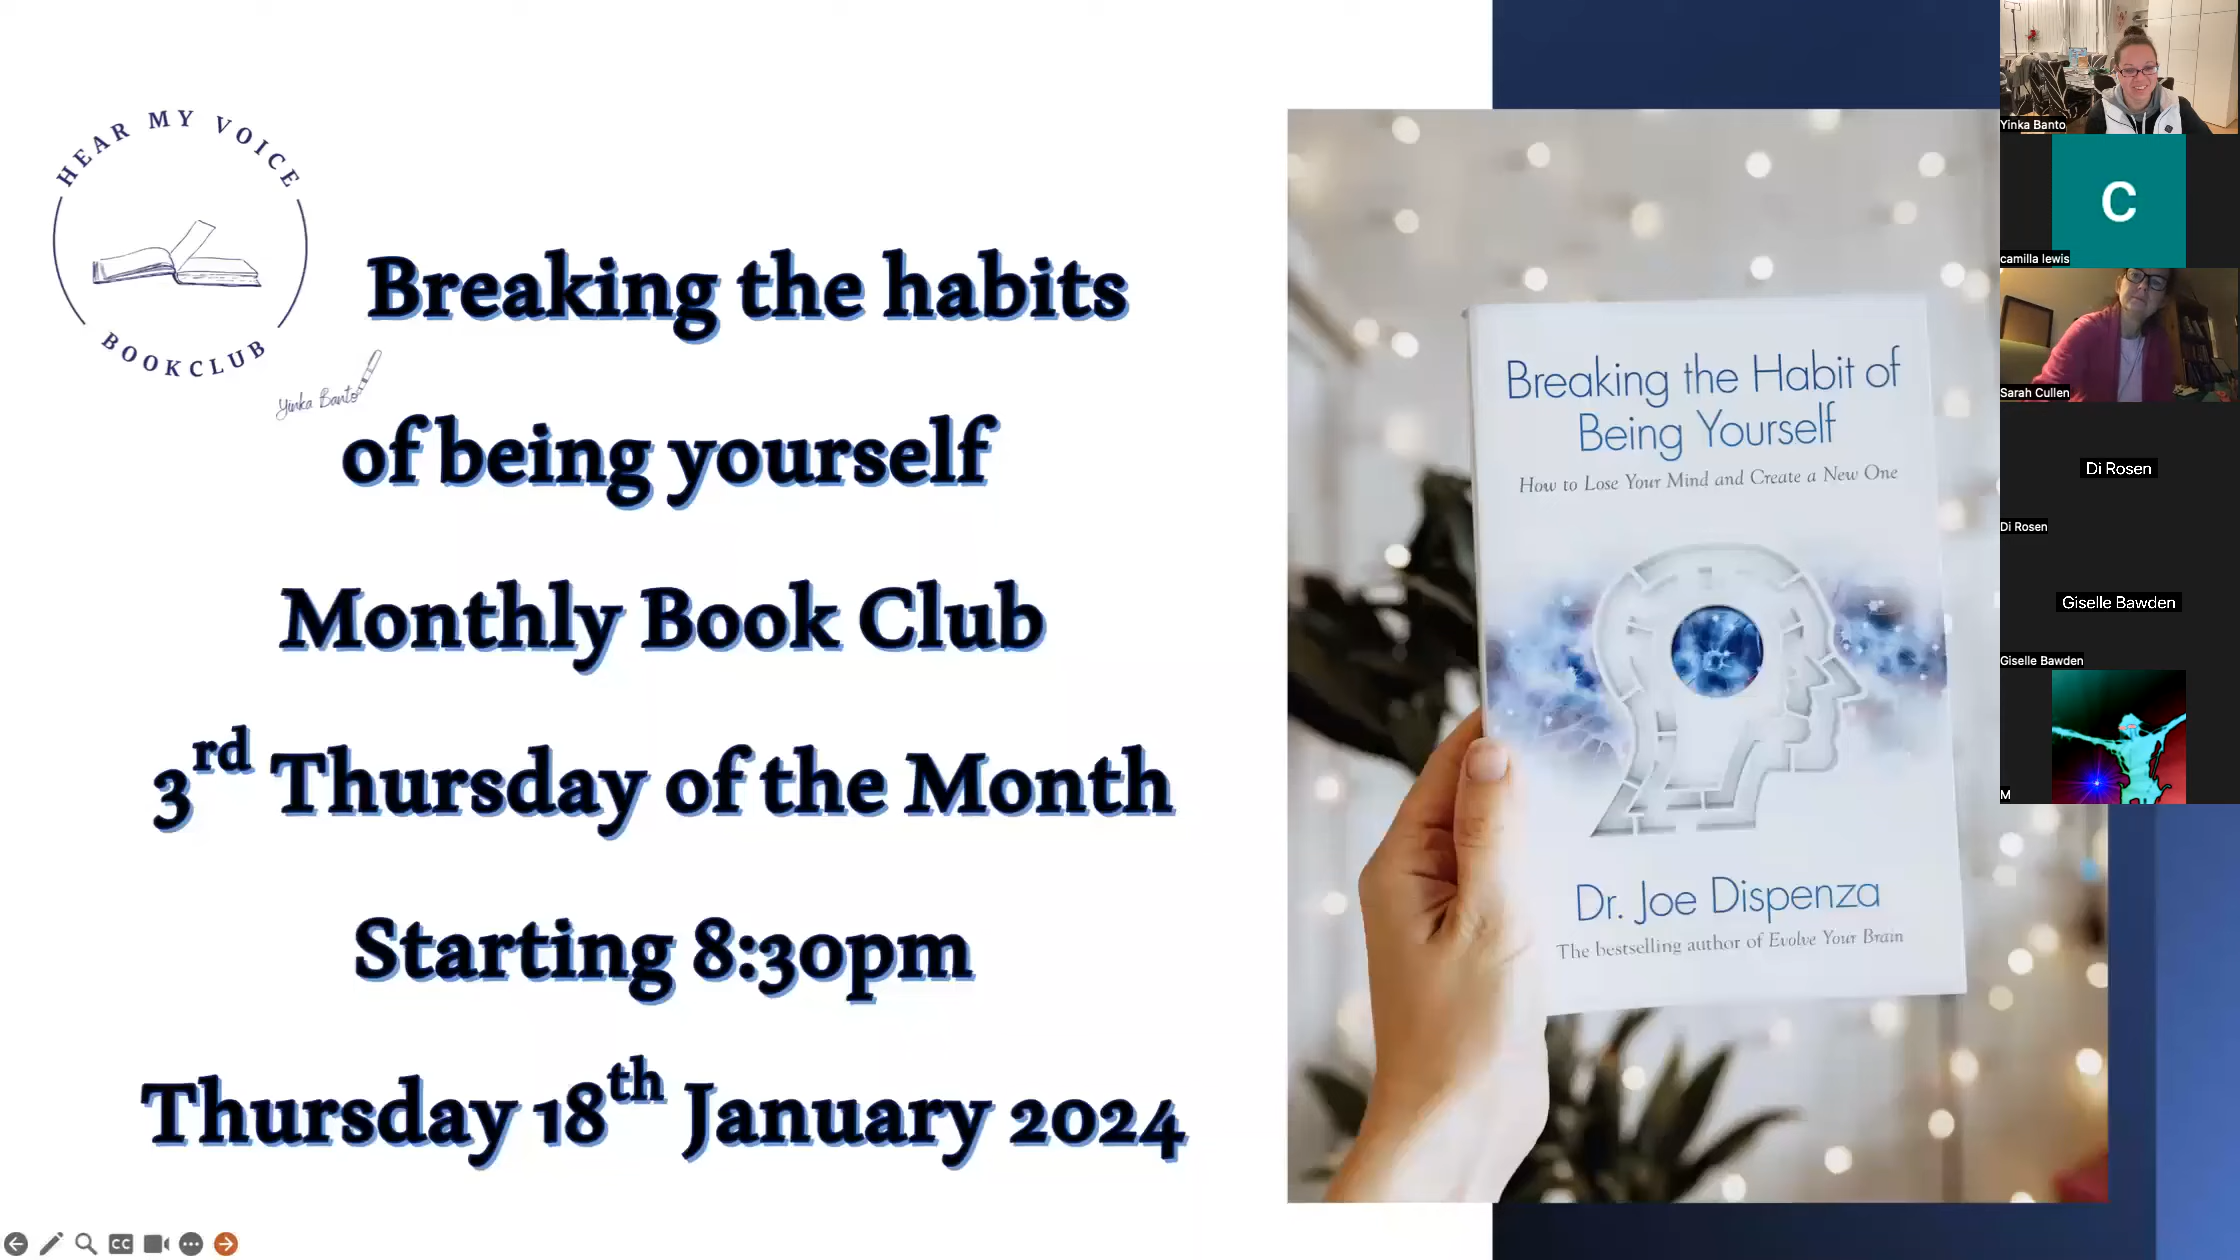 HEAR MY VOICE
BOOKCLUB
Yinka Banto
Breaking the habits
of being yourself
Monthly Book Club
3rd Thursday of the Month
Starting 8:30pm
Thursday 18th January 2024
Breaking the Habit of
Being Yourself
How to Lose Your Mind and Create a New One
Dr. Joe Dispenza
The bestselling author of Evolve Your Brain
Yinka Banto
C
camilla lewis
Sarah Cullen
Di Rosen
Di Rosen
Giselle Bawden
Giselle Bawden
M
CC